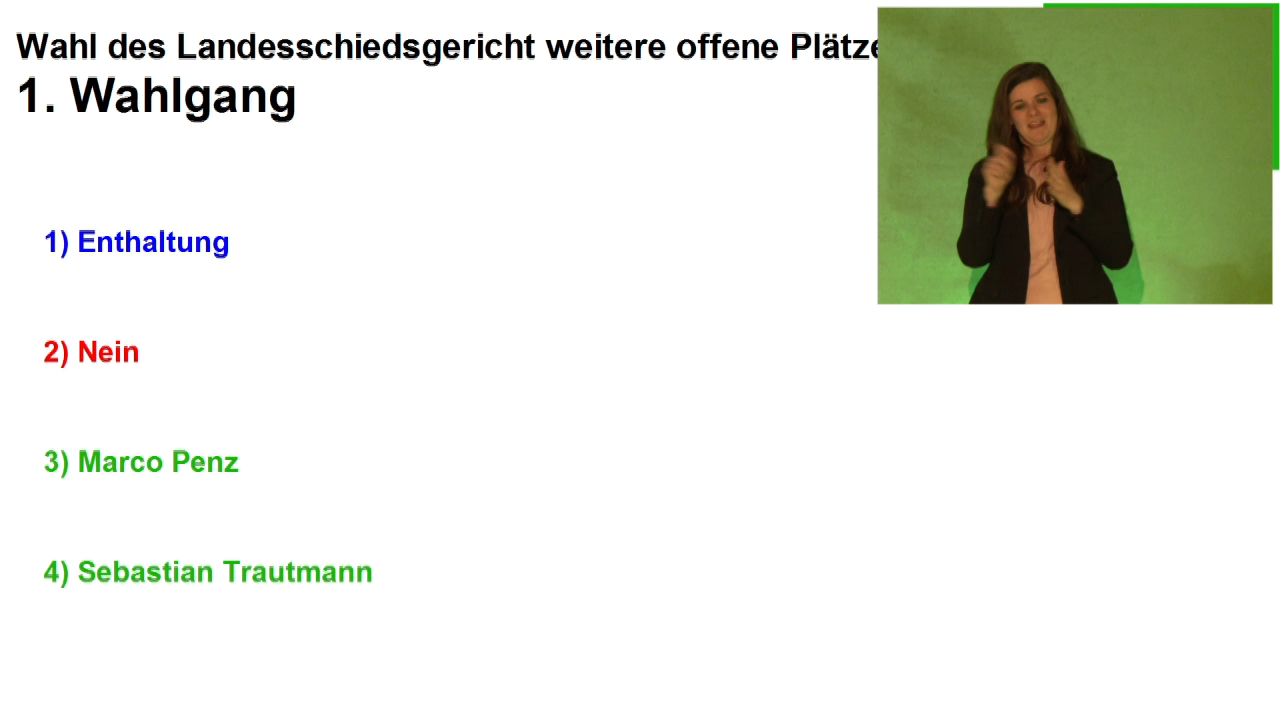 Wahl des Landesschiedsgericht weitere offene Plätze
1. Wahlgang
1) Enthaltung
2) Nein
3) Marco Penz
4) Sebastian Trautmann